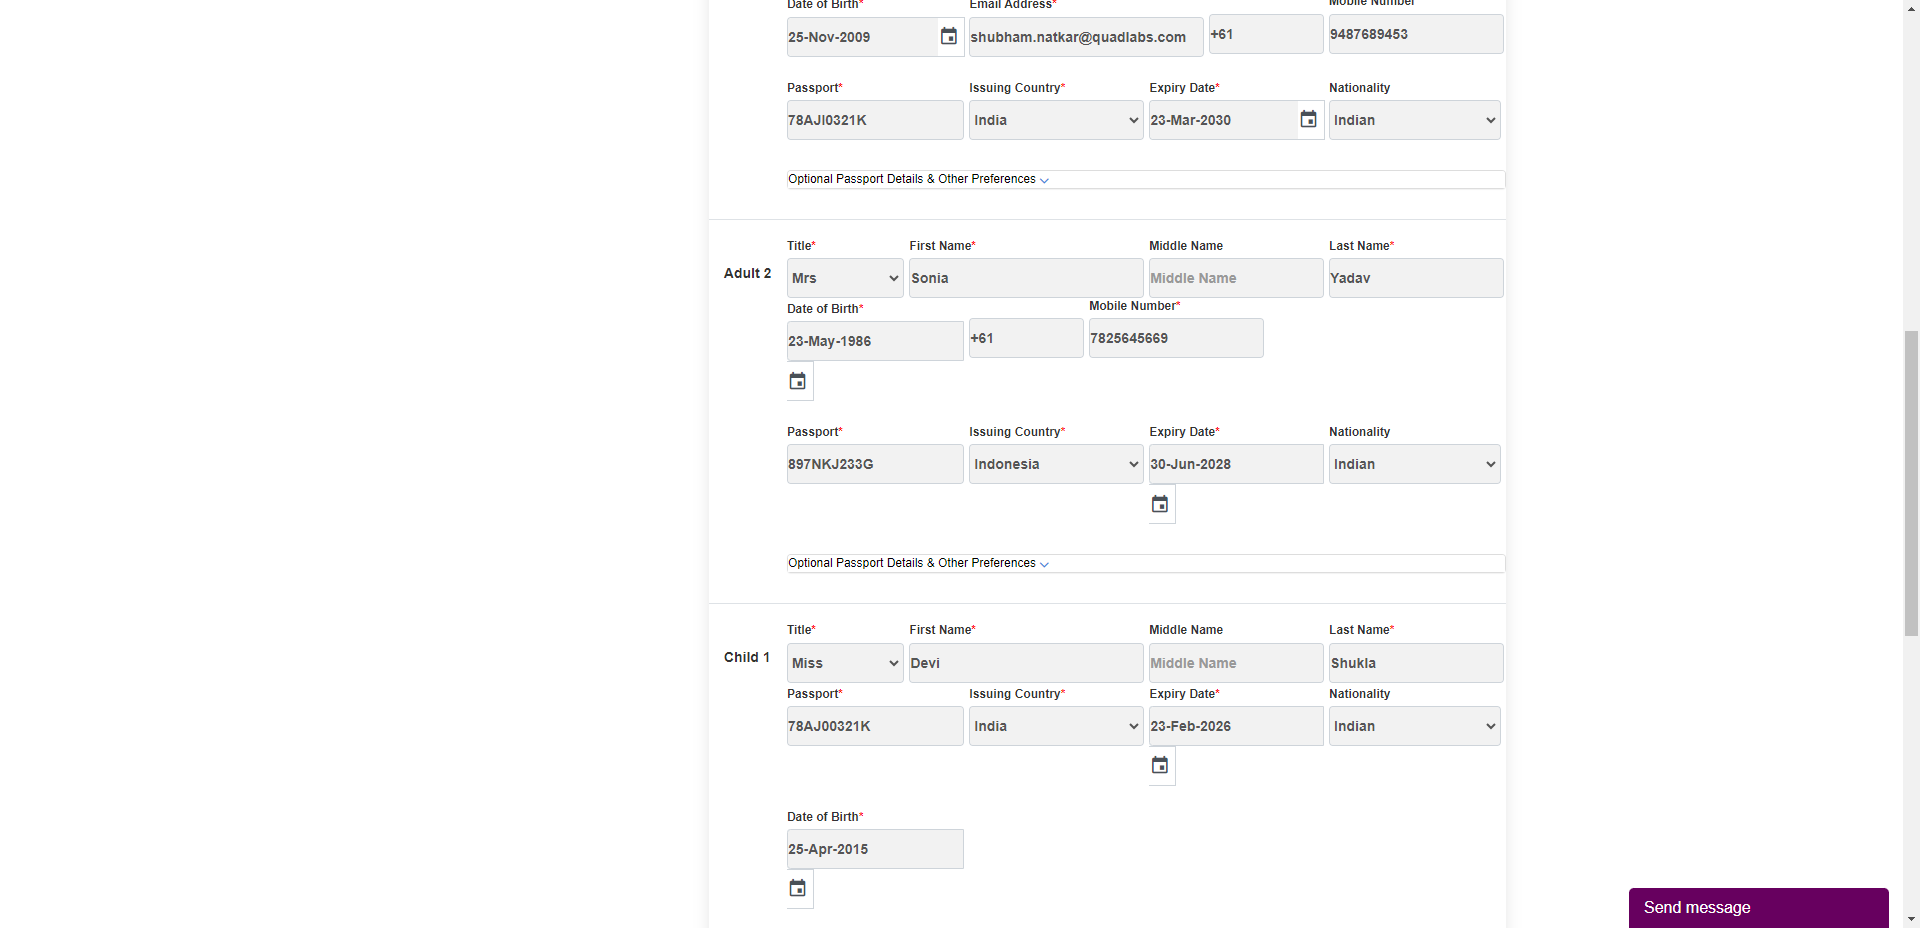 Date of Birth* Email Address* Mobile Number
25-Nov-2009 shubham.natkar@quadlabs.com +61 9487689453
Passport* Issuing Country* Expiry Date* Nationality
78AJI0321K India 23-Mar-2030 Indian
Optional Passport Details & Other Preferences
Title* First Name* Middle Name Last Name*
Adult 2 Mrs Sonia Middle Name Yadav
Date of Birth* Mobile Number*
23-May-1986 +61 7825645669
Passport* Issuing Country* Expiry Date* Nationality
897NKJ233G Indonesia 30-Jun-2028 Indian
Optional Passport Details & Other Preferences
Title* First Name* Middle Name Last Name*
Child 1 Miss Devi Middle Name Shukla
Passport* Issuing Country* Expiry Date* Nationality
78AJ00321K India 23-Feb-2026 Indian
Date of Birth*
25-Apr-2015
Send message